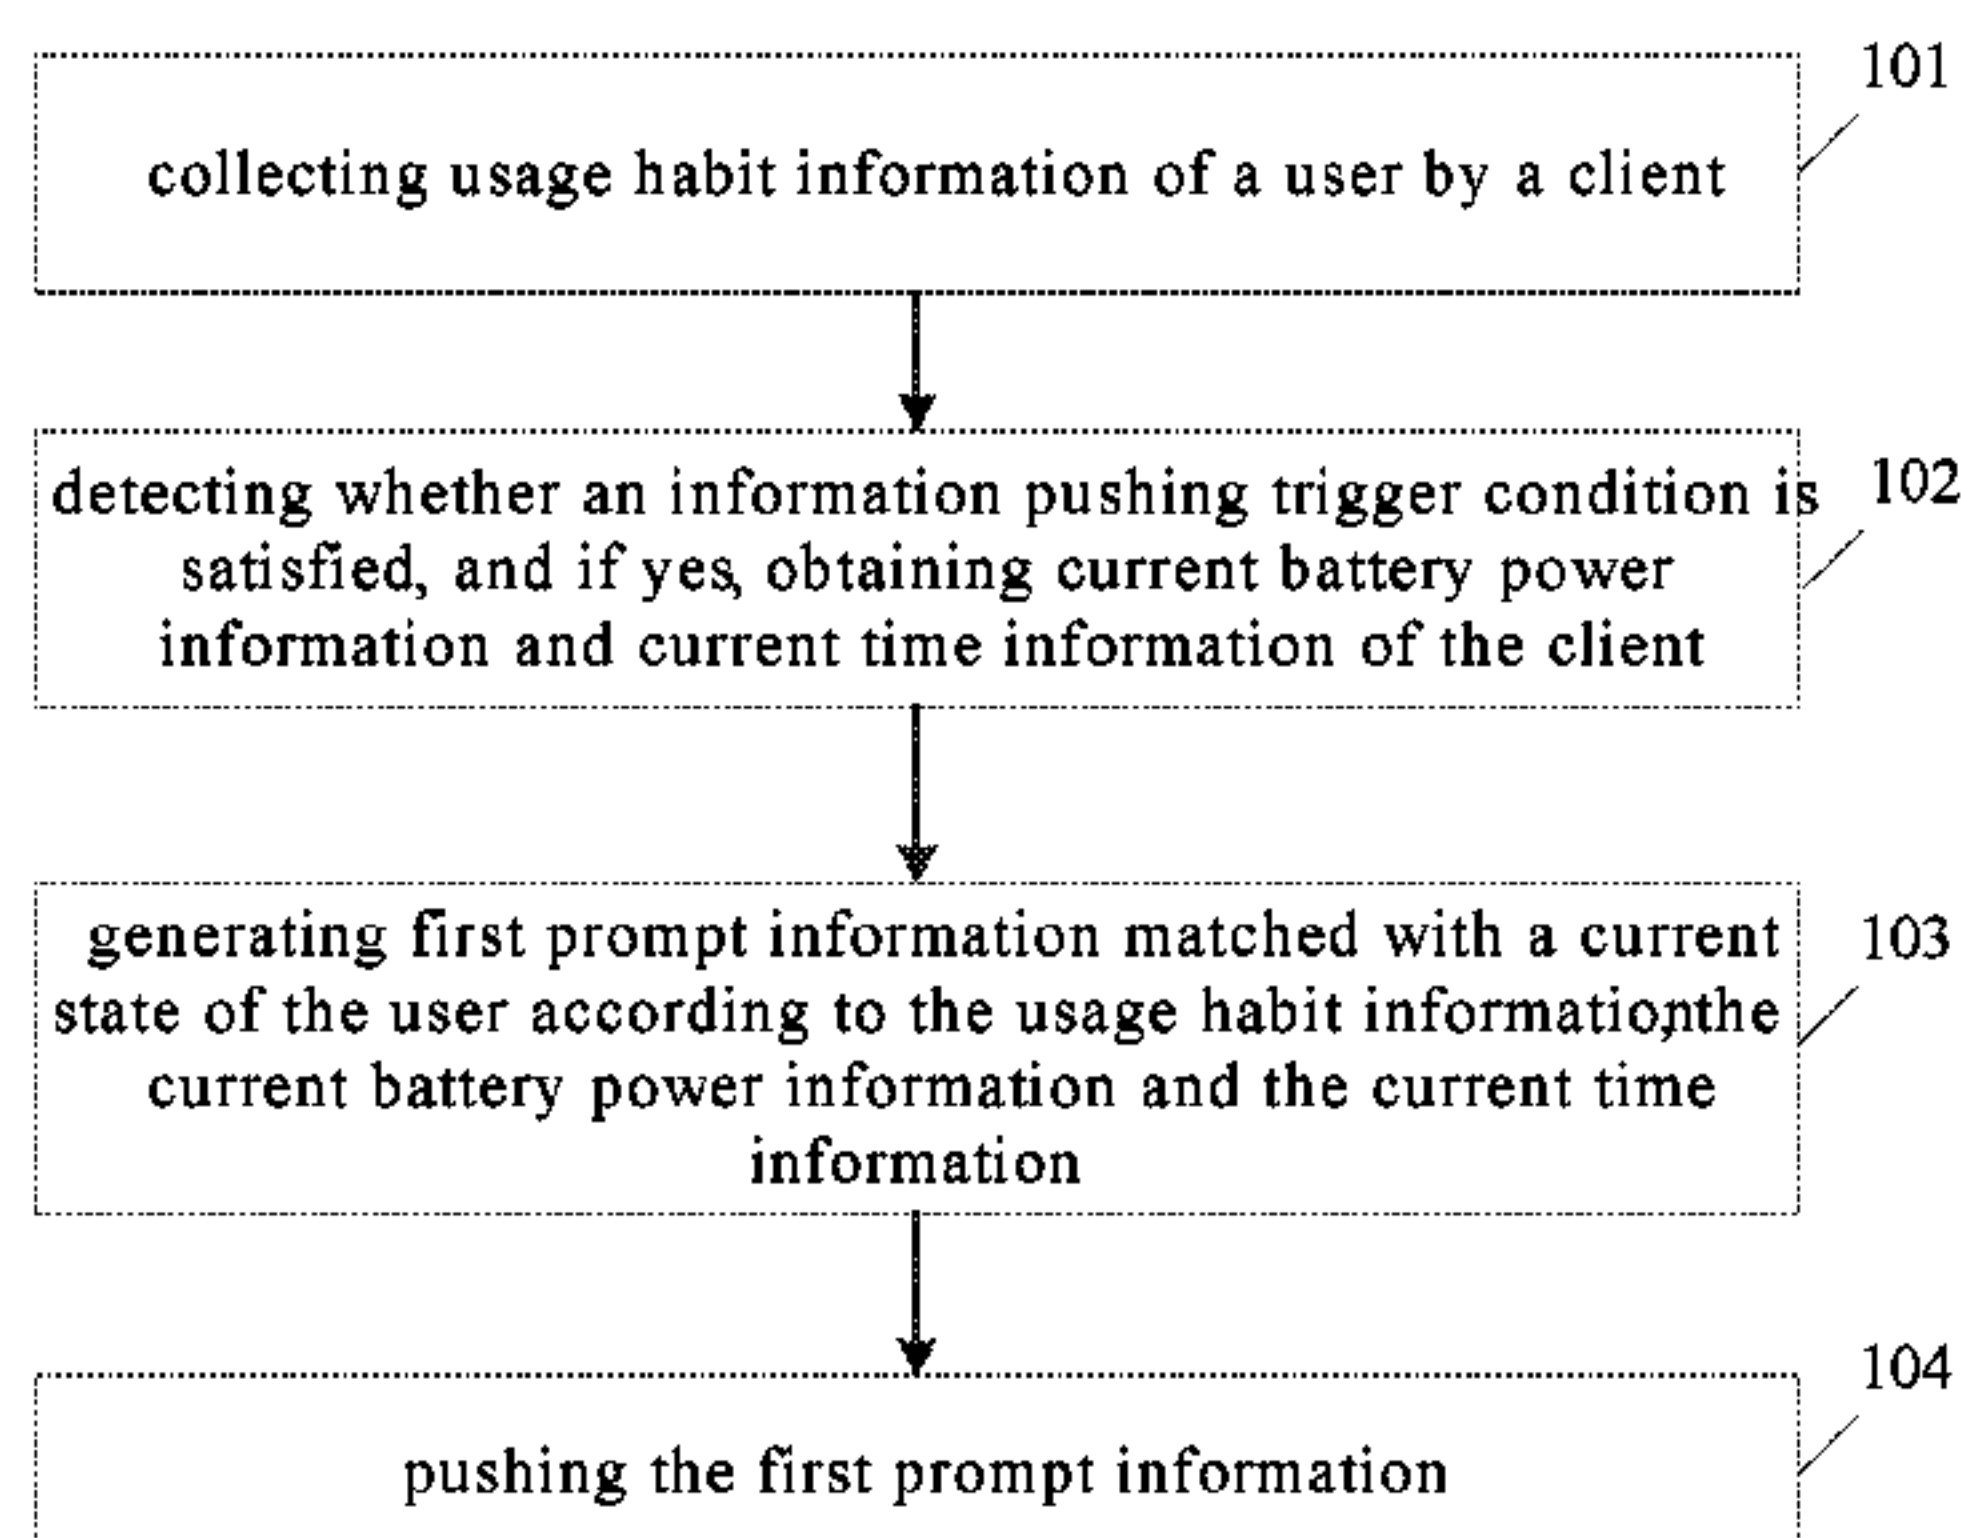 101
collecting usage habit information of a user by a client
102
detecting whether an information pushing trigger condition is
satisfied, and if yes, obtaining current battery power
information and current time information of the client
103
generating first prompt information matched with a current
state of the user according to the usage habit information, the
current battery power information and the current time
information
104
pushing the first prompt information